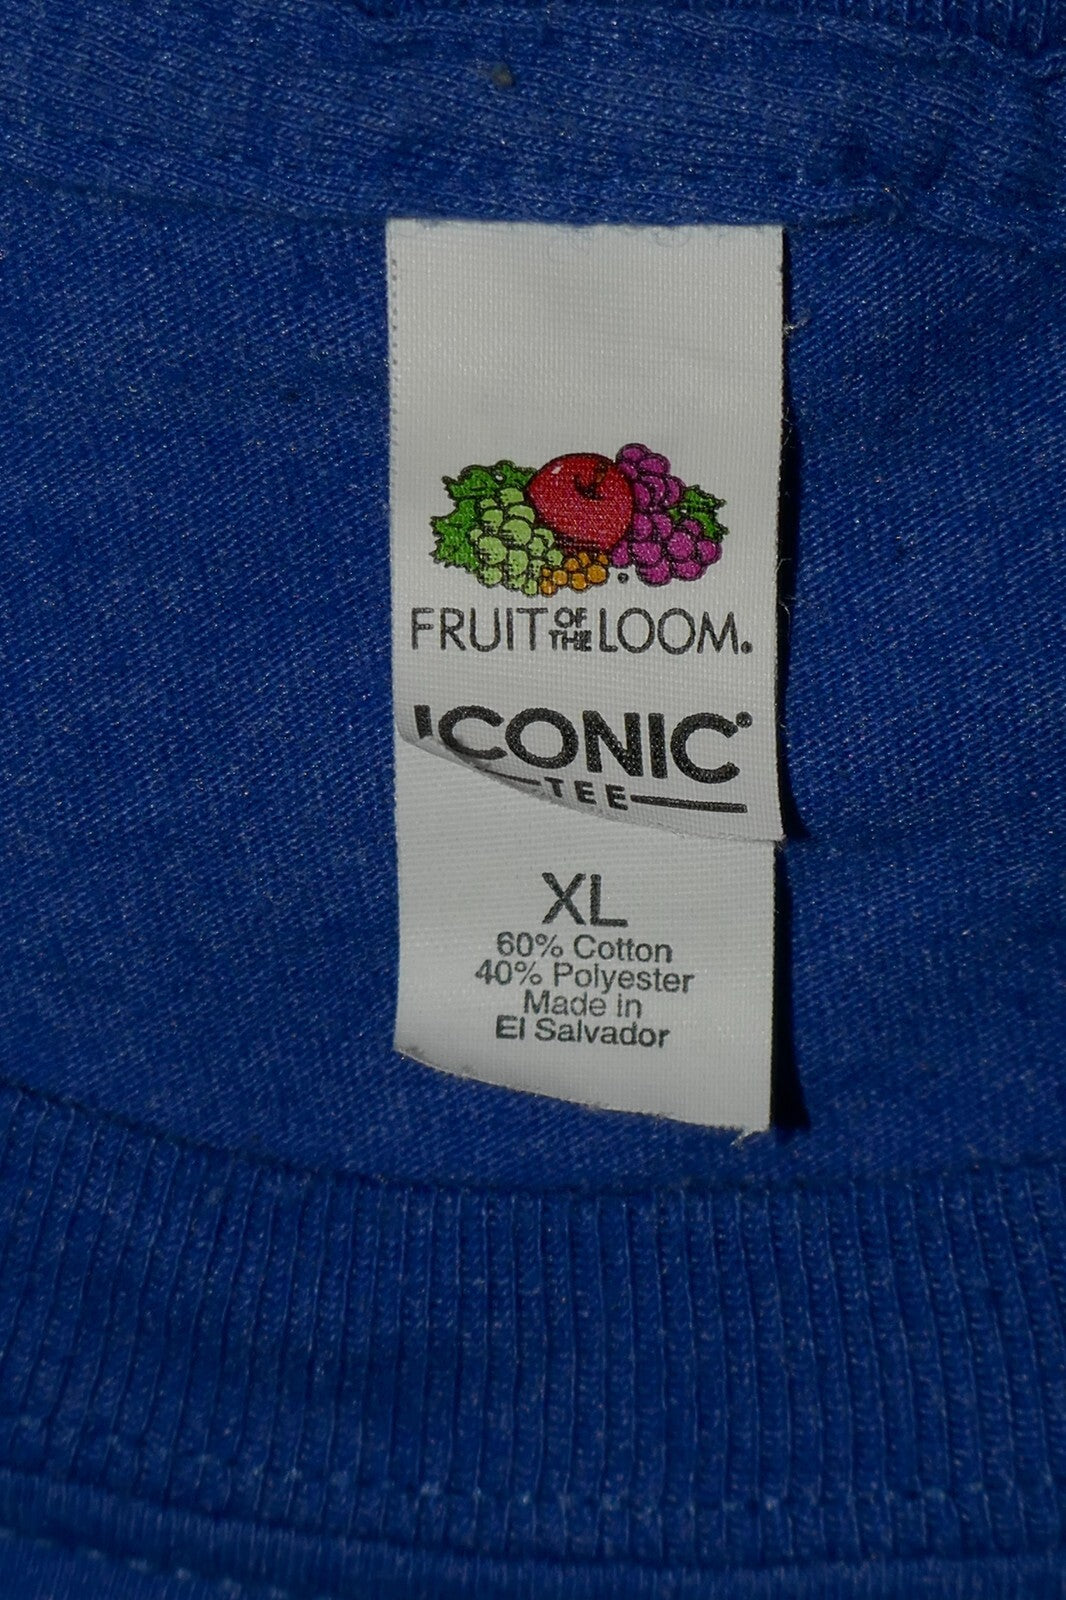 FRUIT OF THE LOOM.
ICONIC®
TEE
XL
60% Cotton
40% Polyester
Made in
El Salvador